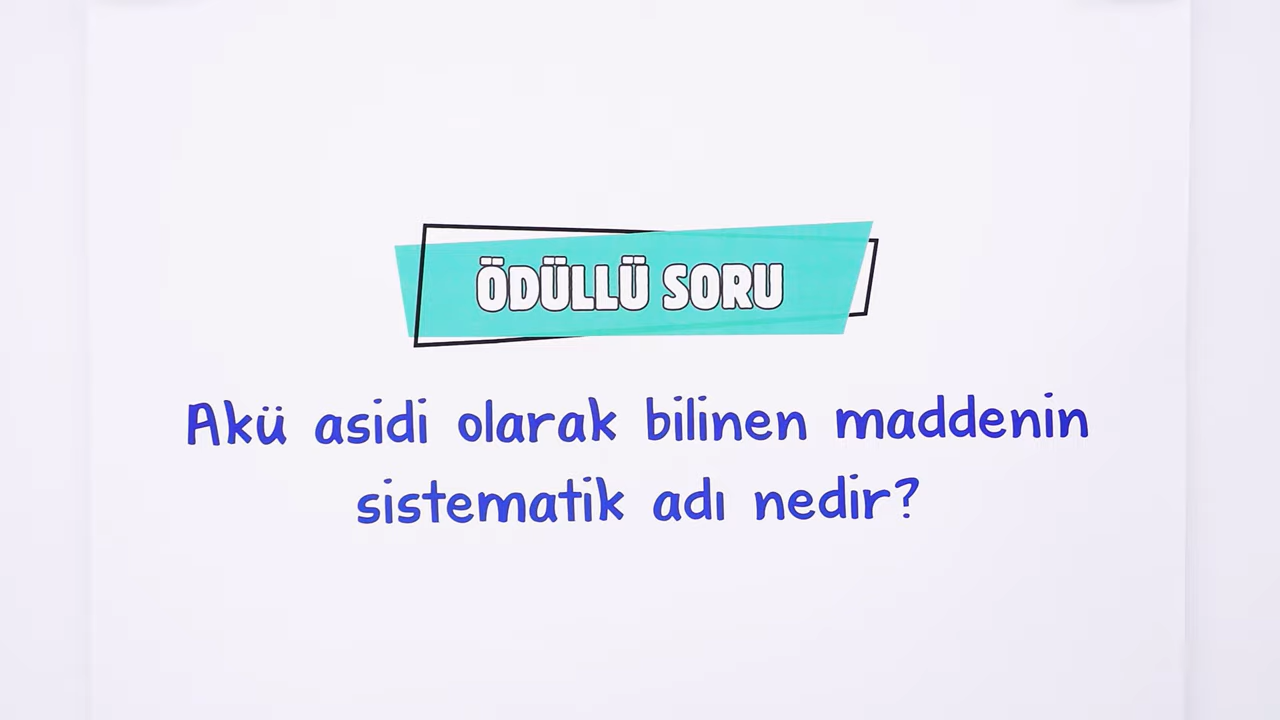 ÖDÜLLÜ SORU
Akü asidi olarak bilinen maddenin
sistematik adı nedir?